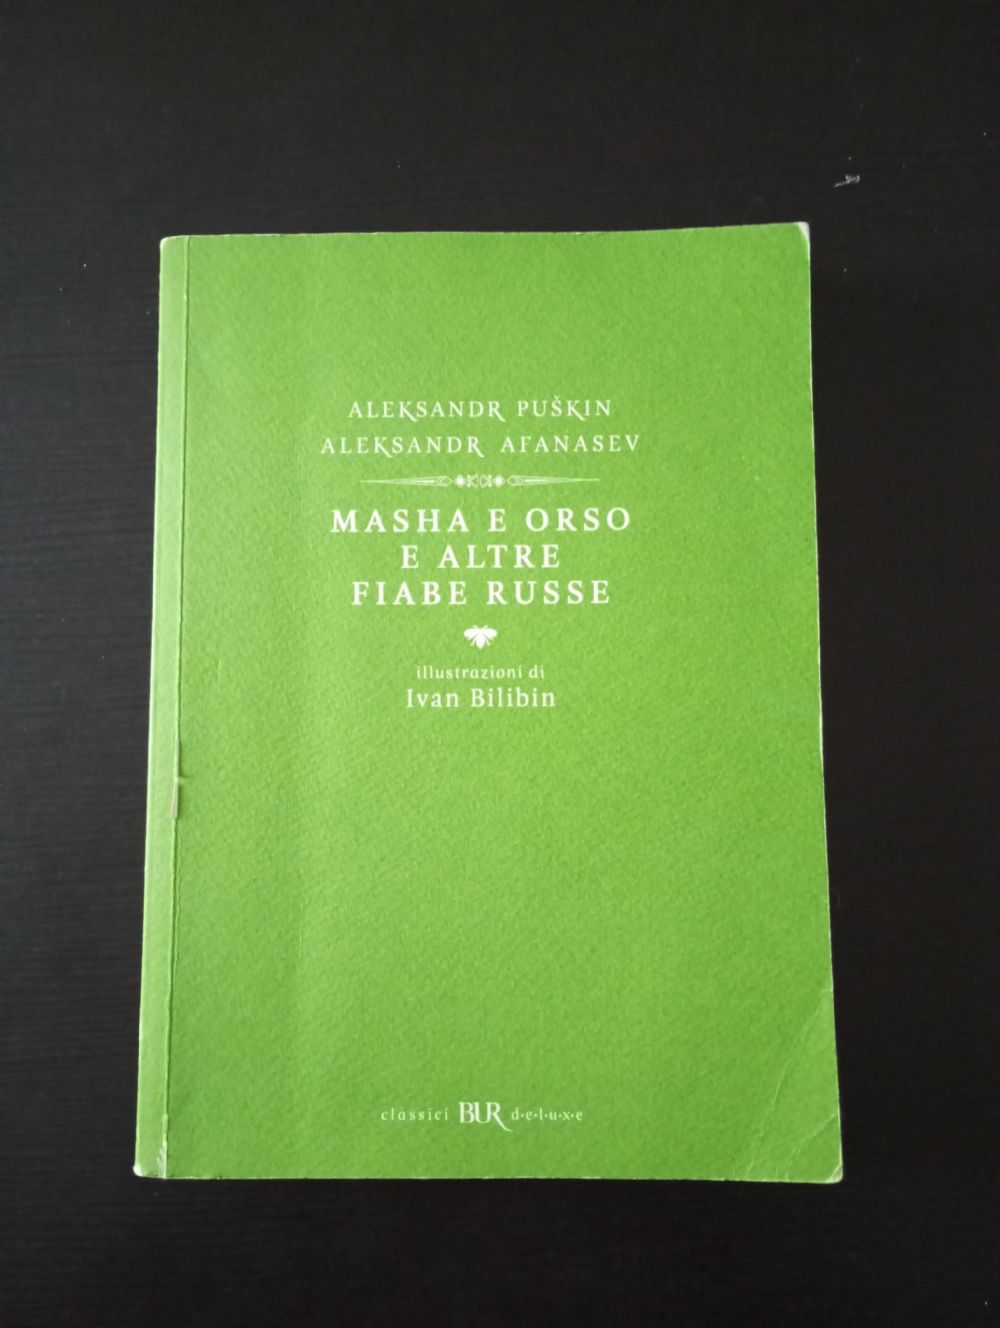 ALEKSANDR PUŠKIN
ALEKSANDR AFANASEV
MASHA E ORSO
E ALTRE
FIABE RUSSE
illustrazioni di
Ivan Bilibin
classici BUR d·e·l·u·x·e